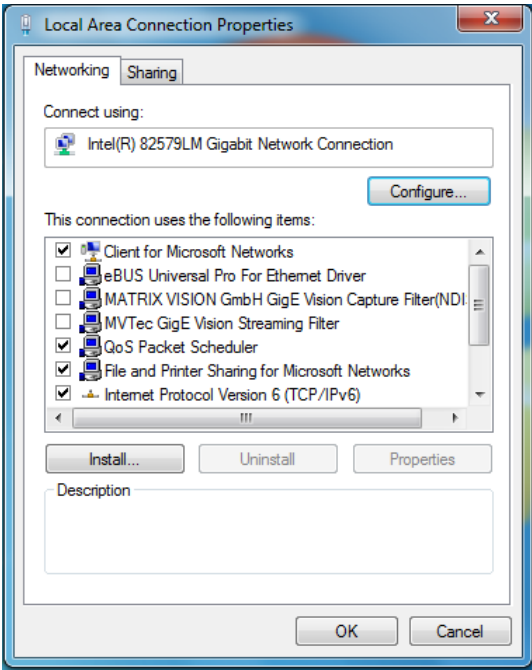 Local Area Connection Properties
Networking
Sharing
Connect using:
Intel(R) 82579LM Gigabit Network Connection
Configure...
This connection uses the following items:
Client for Microsoft Networks
eBUS Universal Pro For Ethernet Driver
MATRIX VISION GmbH GigE Vision Capture Filter(NDI
MVTec GigE Vision Streaming Filter
QoS Packet Scheduler
File and Printer Sharing for Microsoft Networks
Internet Protocol Version 6 (TCP/IPv6)
Install...
Uninstall
Properties
Description
OK
Cancel